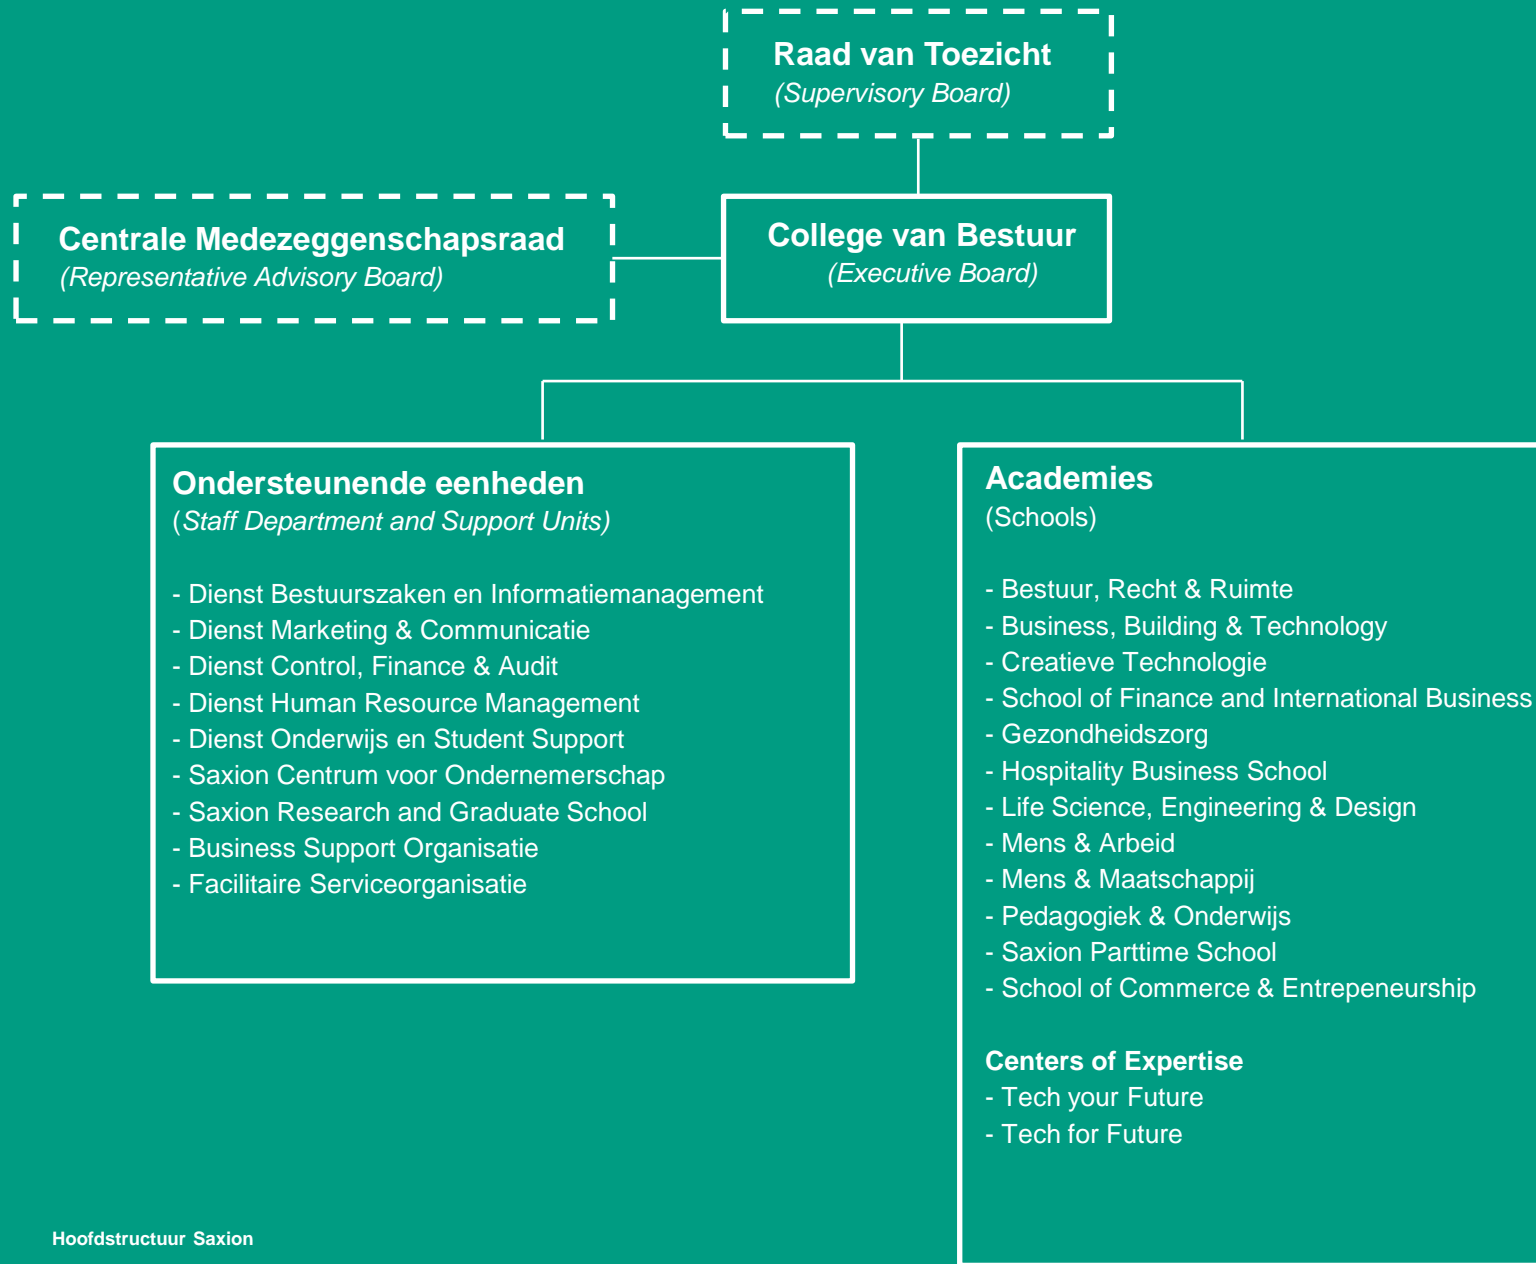 Raad van Toezicht
(Supervisory Board)
Centrale Medezeggenschapsraad
(Representative Advisory Board)
College van Bestuur
(Executive Board)
Ondersteunende eenheden
(Staff Department and Support Units)
- Dienst Bestuurszaken en Informatiemanagement
- Dienst Marketing & Communicatie
- Dienst Control, Finance & Audit
- Dienst Human Resource Management
- Dienst Onderwijs en Student Support
- Saxion Centrum voor Ondernemerschap
- Saxion Research and Graduate School
- Business Support Organisatie
- Facilitaire Serviceorganisatie
Academies
(Schools)
- Bestuur, Recht & Ruimte
- Business, Building & Technology
- Creatieve Technologie
- School of Finance and International Business
- Gezondheidszorg
- Hospitality Business School
- Life Science, Engineering & Design
- Mens & Arbeid
- Mens & Maatschappij
- Pedagogiek & Onderwijs
- Saxion Parttime School
- School of Commerce & Entrepeneurship
Centers of Expertise
- Tech your Future
- Tech for Future
Hoofdstructuur Saxion